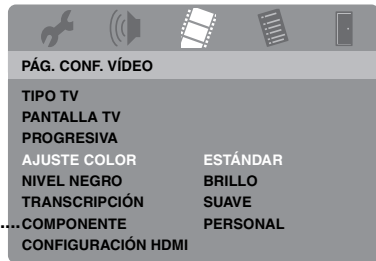 PÁG. CONF. VÍDEO
TIPO TV
PANTALLA TV
PROGRESIVA
AJUSTE COLOR ESTÁNDAR
NIVEL NEGRO BRILLO
TRANSCRIPCIÓN SUAVE
....COMPONENTE PERSONAL
CONFIGURACIÓN HDMI